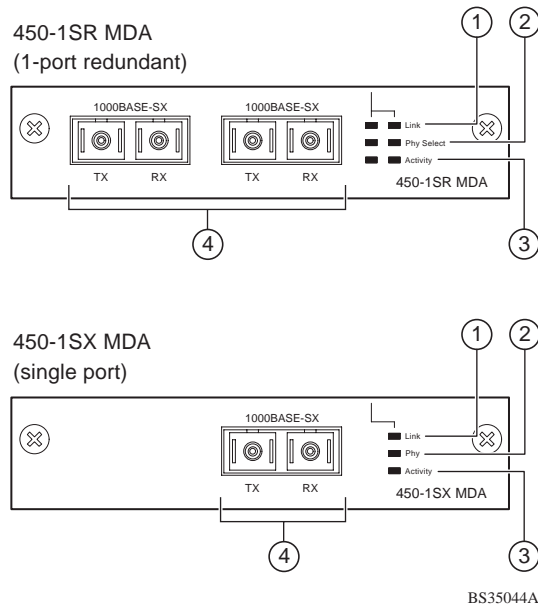 450-1SR MDA
(1-port redundant)
1 2
1000BASE-SX 1000BASE-SX
Link
Phy Select
Activity
TX RX TX RX
450-1SR MDA
4 3
450-1SX MDA
(single port)
1 2
1000BASE-SX
Link
Phy
Activity
TX RX
450-1SX MDA
4 3
BS35044A